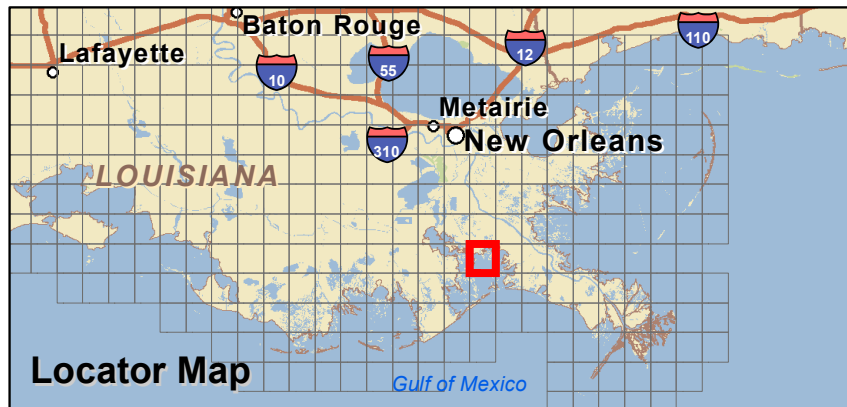 Baton Rouge
Lafayette
10
55
12
110
Metairie
New Orleans
310
LOUISIANA
Locator Map
Gulf of Mexico